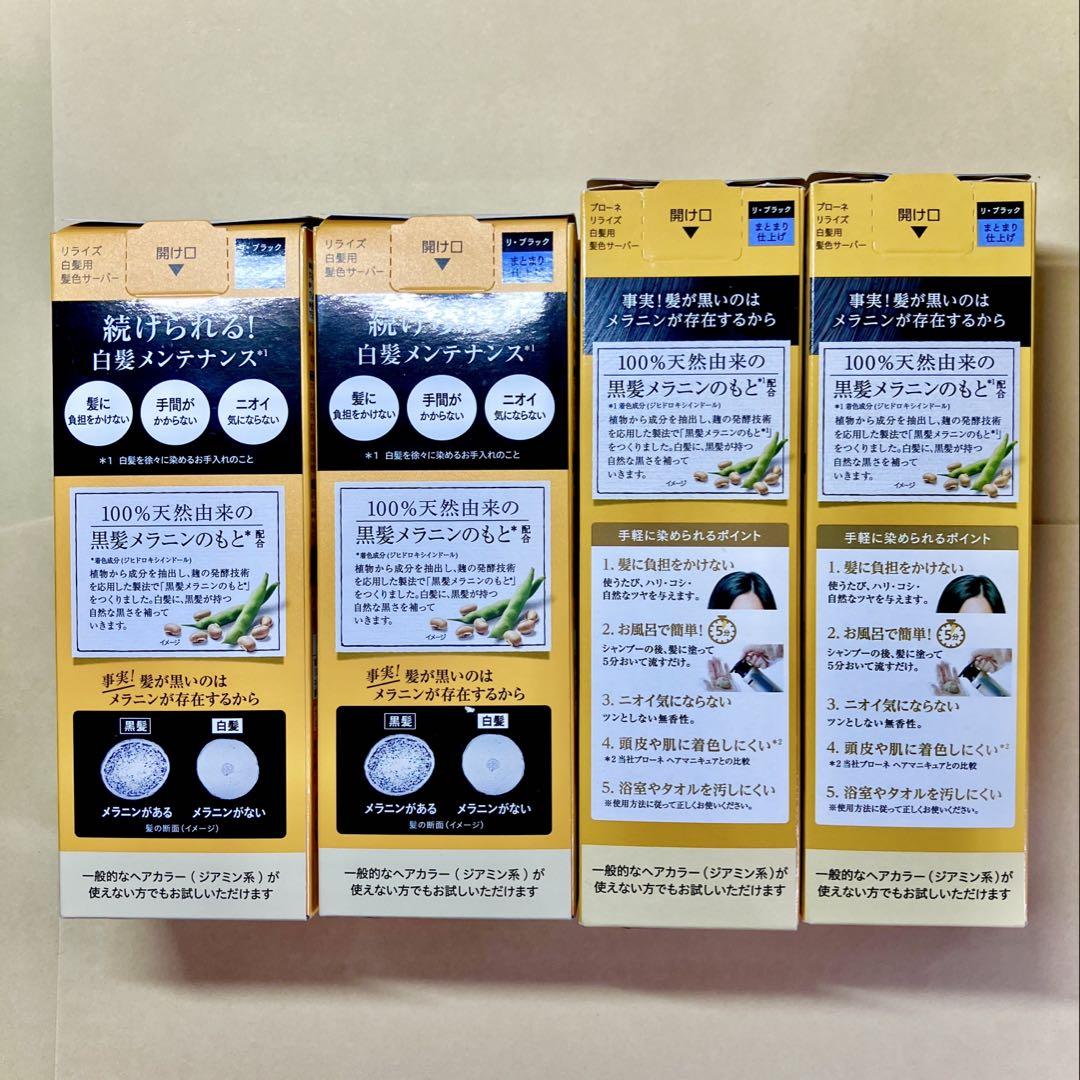 リライズ
白髪用
髪色サーバー
開け口
リ・ブラック
続けられる!
白髪メンテナンス*1
髪に
負担をかけない
手間が
かからない
ニオイ
気にならない
*1 白髪を徐々に染めるお手入れのこと
100%天然由来の
黒髪メラニンのもと*配合
*着色成分(ジヒドロキシインドール)
植物から成分を抽出し、麹の発酵技術
を応用した製法で「黒髪メラニンのもと*」
をつくりました。白髪に、黒髪が持つ
自然な黒さを補って
いきます。
イメージ
事実!髪が黒いのは
メラニンが存在するから
黒髪
白髪
メラニンがある
メラニンがない
髪の断面(イメージ)
一般的なヘアカラー(ジアミン系)が
使えない方でもお試しいただけます
リライズ
白髪用
髪色サーバー
開け口
リ・ブラック
まとまり
仕上げ
白髪メンテナンス*1
髪に
負担をかけない
手間が
かからない
ニオイ
気にならない
*1 白髪を徐々に染めるお手入れのこと
100%天然由来の
黒髪メラニンのもと*配合
*着色成分(ジヒドロキシインドール)
植物から成分を抽出し、麹の発酵技術
を応用した製法で「黒髪メラニンのもと*」
をつくりました。白髪に、黒髪が持つ
自然な黒さを補って
いきます。
イメージ
事実!髪が黒いのは
メラニンが存在するから
黒髪
白髪
メラニンがある
メラニンがない
髪の断面(イメージ)
一般的なヘアカラー(ジアミン系)が
使えない方でもお試しいただけます
ブローネ
リライズ
白髪用
髪色サーバー
開け口
リ・ブラック
まとまり
仕上げ
事実!髪が黒いのは
メラニンが存在するから
100%天然由来の
黒髪メラニンのもと*1配合
*1 着色成分(ジヒドロキシインドール)
植物から成分を抽出し、麹の発酵技術
を応用した製法で「黒髪メラニンのもと*1」
をつくりました。白髪に、黒髪が持つ
自然な黒さを補って
いきます。
イメージ
手軽に染められるポイント
1. 髪に負担をかけない
使うたび、ハリ・コシ・
自然なツヤを与えます。
2. お風呂で簡単!
5分
シャンプーの後、髪に塗って
5分おいて流すだけ。
3. ニオイ気にならない
ツンとしない無香性。
4. 頭皮や肌に着色しにくい*2
*2 当社ブローネ ヘアマニキュアとの比較
5. 浴室やタオルを汚しにくい
※使用方法に従って正しくお使いください。
一般的なヘアカラー(ジアミン系)が
使えない方でもお試しいただけます
ブローネ
リライズ
白髪用
髪色サーバー
開け口
リ・ブラック
まとまり
仕上げ
事実!髪が黒いのは
メラニンが存在するから
100%天然由来の
黒髪メラニンのもと*1配合
*1 着色成分(ジヒドロキシインドール)
植物から成分を抽出し、麹の発酵技術
を応用した製法で「黒髪メラニンのもと*1」
をつくりました。白髪に、黒髪が持つ
自然な黒さを補って
いきます。
イメージ
手軽に染められるポイント
1. 髪に負担をかけない
使うたび、ハリ・コシ・
自然なツヤを与えます。
2. お風呂で簡単!
5分
シャンプーの後、髪に塗って
5分おいて流すだけ。
3. ニオイ気にならない
ツンとしない無香性。
4. 頭皮や肌に着色しにくい*2
*2 当社ブローネ ヘアマニキュアとの比較
5. 浴室やタオルを汚しにくい
※使用方法に従って正しくお使いください。
一般的なヘアカラー(ジアミン系)が
使えない方でもお試しいただけます